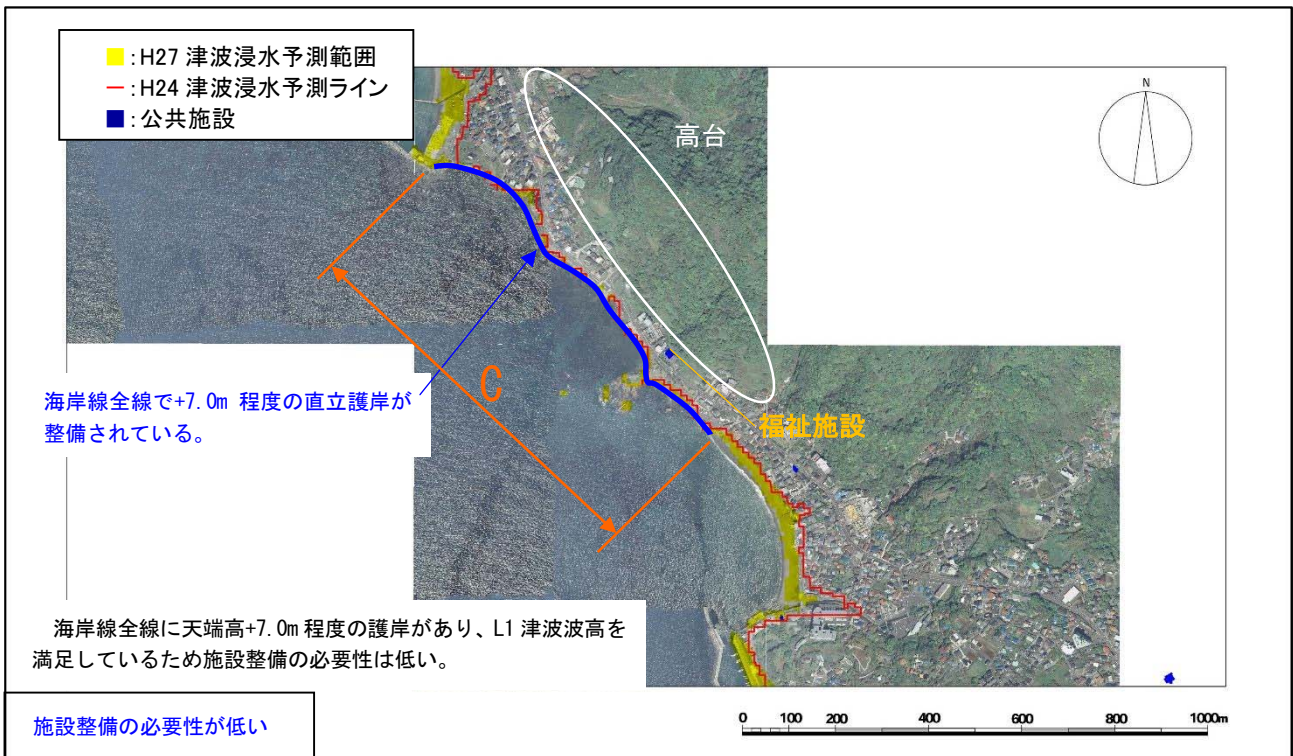 ■:H27 津波浸水予測範囲
ー:H24 津波浸水予測ライン
■:公共施設
N
高台
C
海岸線全線で+7.0m 程度の直立護岸が
整備されている。
福祉施設
海岸線全線に天端高+7.0m 程度の護岸があり、L1 津波波高を
満足しているため施設整備の必要性は低い。
施設整備の必要性が低い
0 100 200 400 600 800 1000m